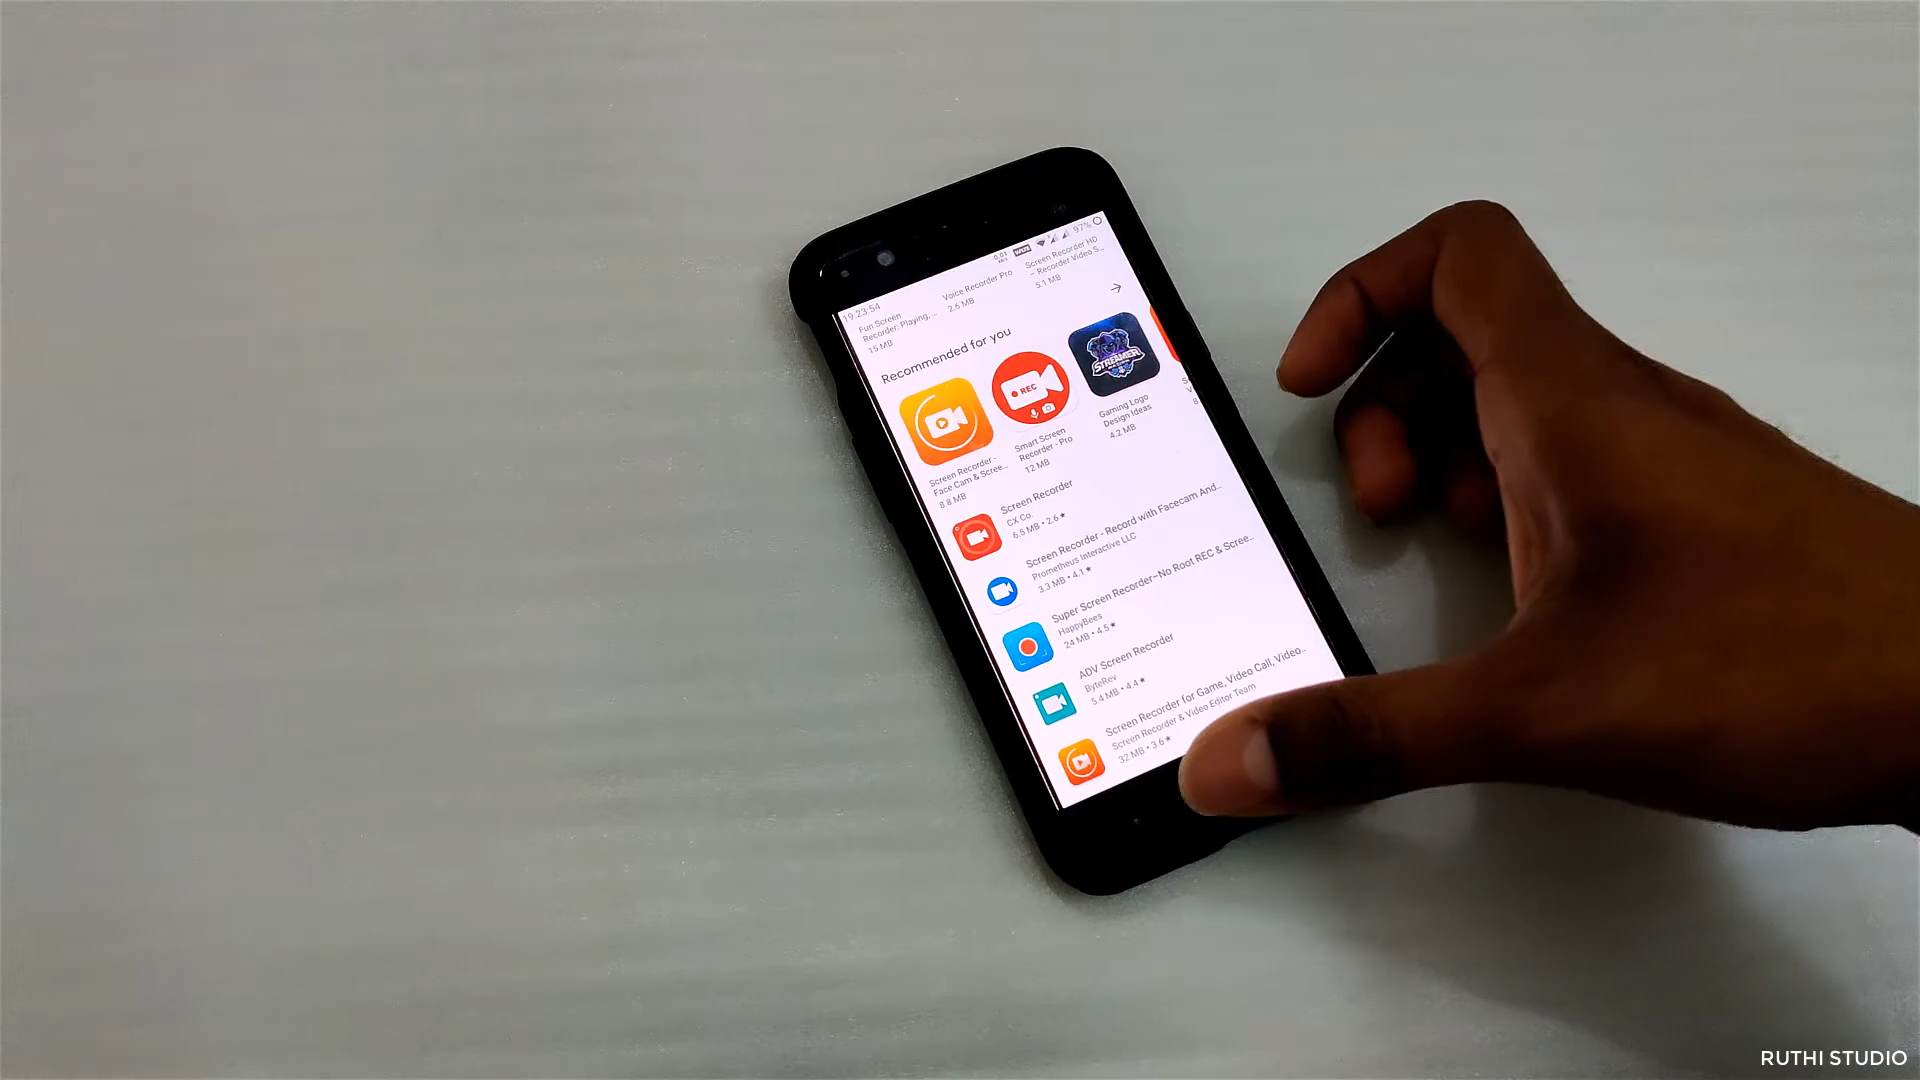 19:23:54
0.01
97%
Fun Screen
Recorder: Playing, ...
15 MB
Voice Recorder Pro
2.6 MB
Screen Recorder HD
– Recorder Video S...
5.1 MB
Recommended for you
REC
STREAMER
Screen Recorder -
Face Cam & Scree...
8.8 MB
Smart Screen
Recorder - Pro
12 MB
Gaming Logo
Design Ideas
4.2 MB
Screen Recorder
CX Co.
6.5 MB • 2.6 ★
Screen Recorder - Record with Facecam And..
Prometheus Interactive LLC
3.3 MB • 4.1 ★
Super Screen Recorder–No Root REC & Scree..
HappyBees
24 MB • 4.5 ★
ADV Screen Recorder
ByteRev
5.4 MB • 4.4 ★
Screen Recorder for Game, Video Call, Video..
Screen Recorder & Video Editor Team
32 MB • 3.6 ★
RUTHI STUDIO